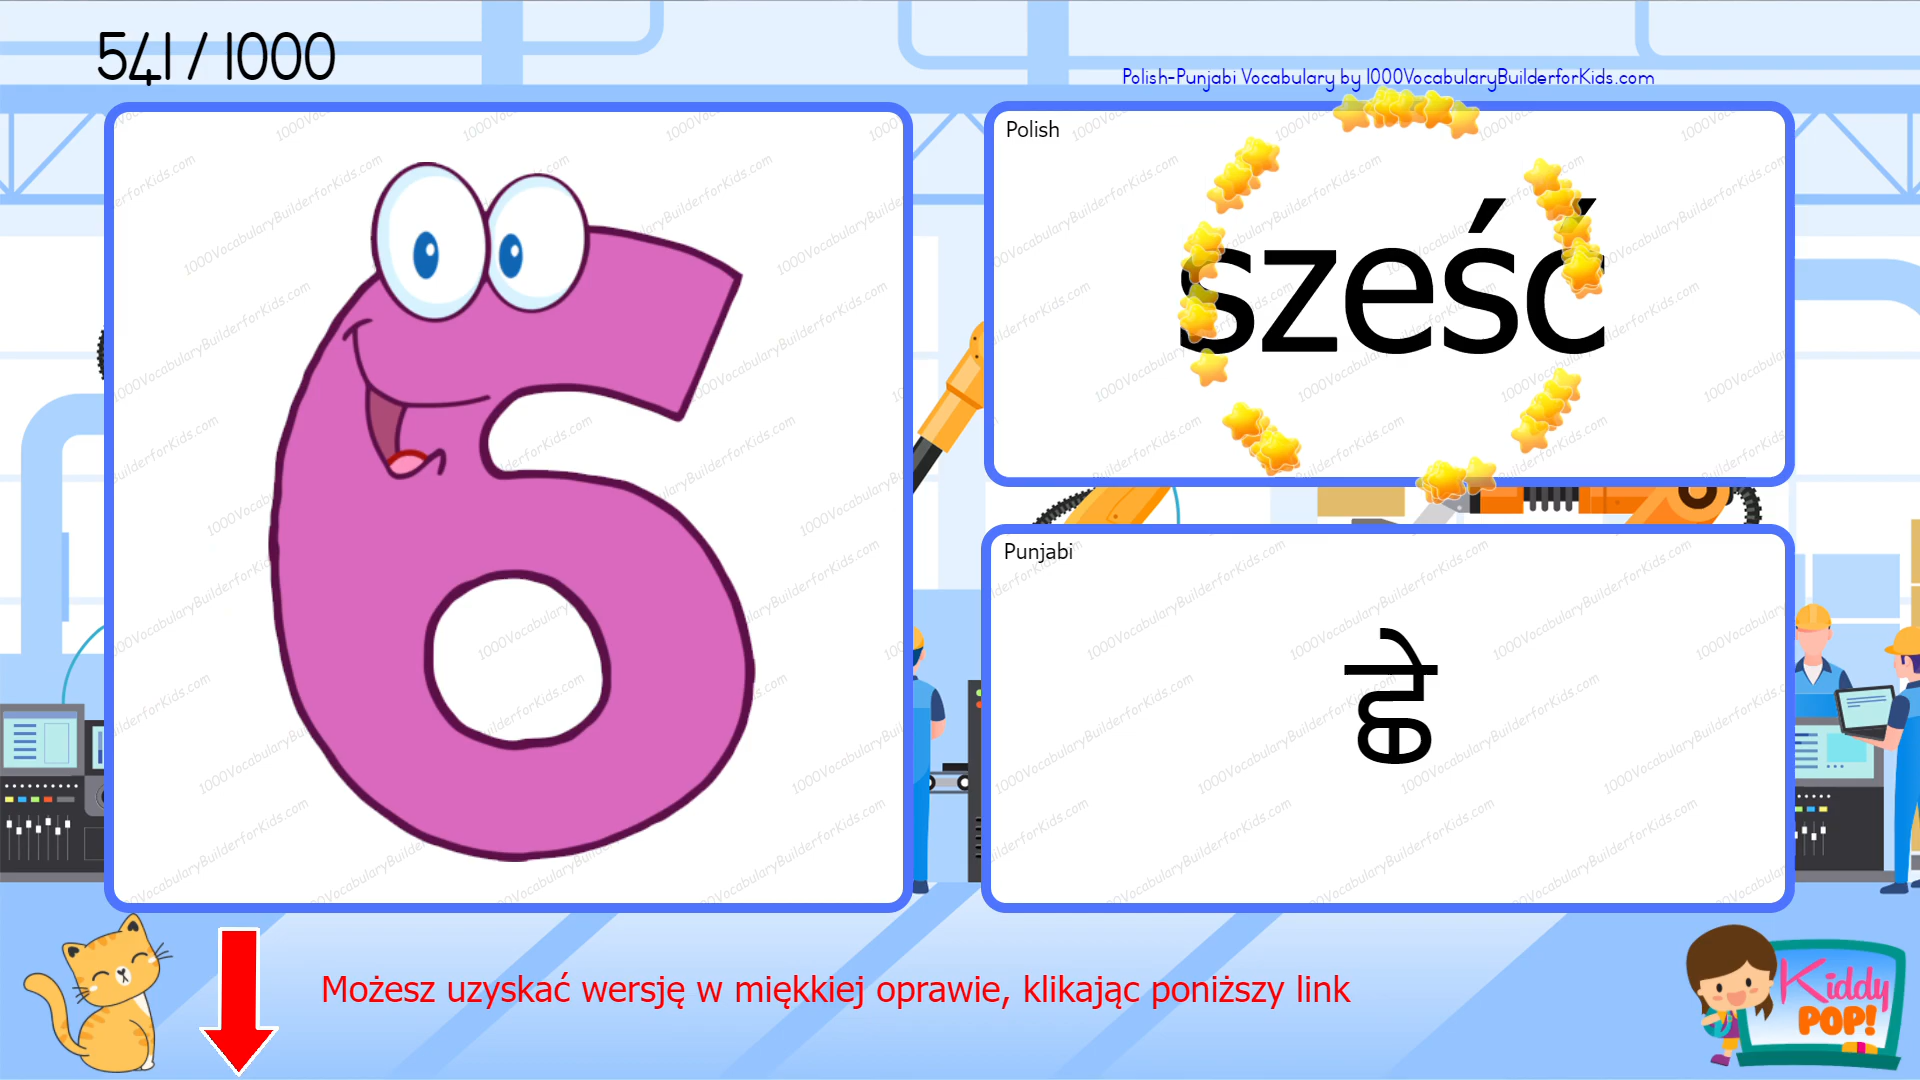 541 / 1000
Polish-Punjabi Vocabulary by 1000VocabularyBuilderforKids.com
6
Polish
sześć
Punjabi
ਛੇ
Możesz uzyskać wersję w miękkiej oprawie, klikając poniższy link
Kiddy
POP!